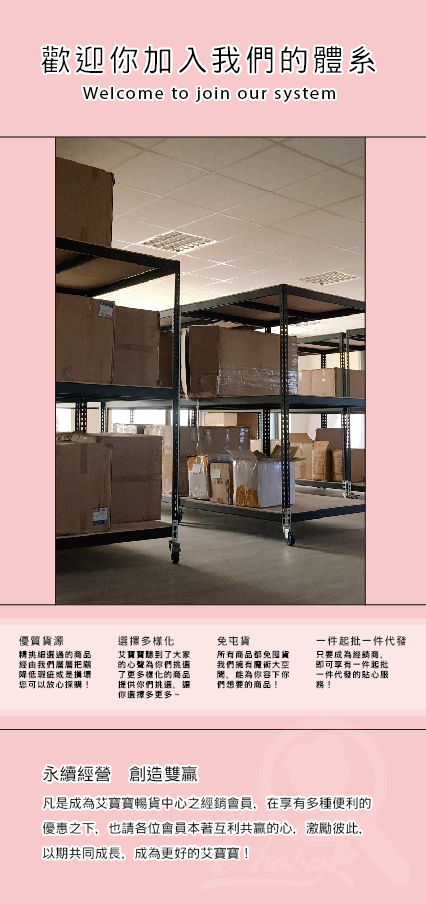 歡迎你加入我們的體系
Welcome to join our system
優質貨源
精挑細選過的商品
經由我們層層把關
降低瑕疵或是損壞
您可以放心採購！
選擇多樣化
艾寶寶聽到了大家
的心聲為你們挑選
了更多樣化的商品
提供你們挑選，讓
你選擇多更多~
免屯貨
所有商品都免囤貨
我們擁有魔術大空
間，能為你容下你
們想要的商品！
一件起批一件代發
只要成為經銷商，
即可享有一件起批
一件代發的貼心服
務！
永續經營 創造雙贏
凡是成為艾寶寶暢貨中心之經銷會員，在享有多種便利的
優惠之下，也請各位會員本著互利共贏的心，激勵彼此，
以期共同成長，成為更好的艾寶寶！